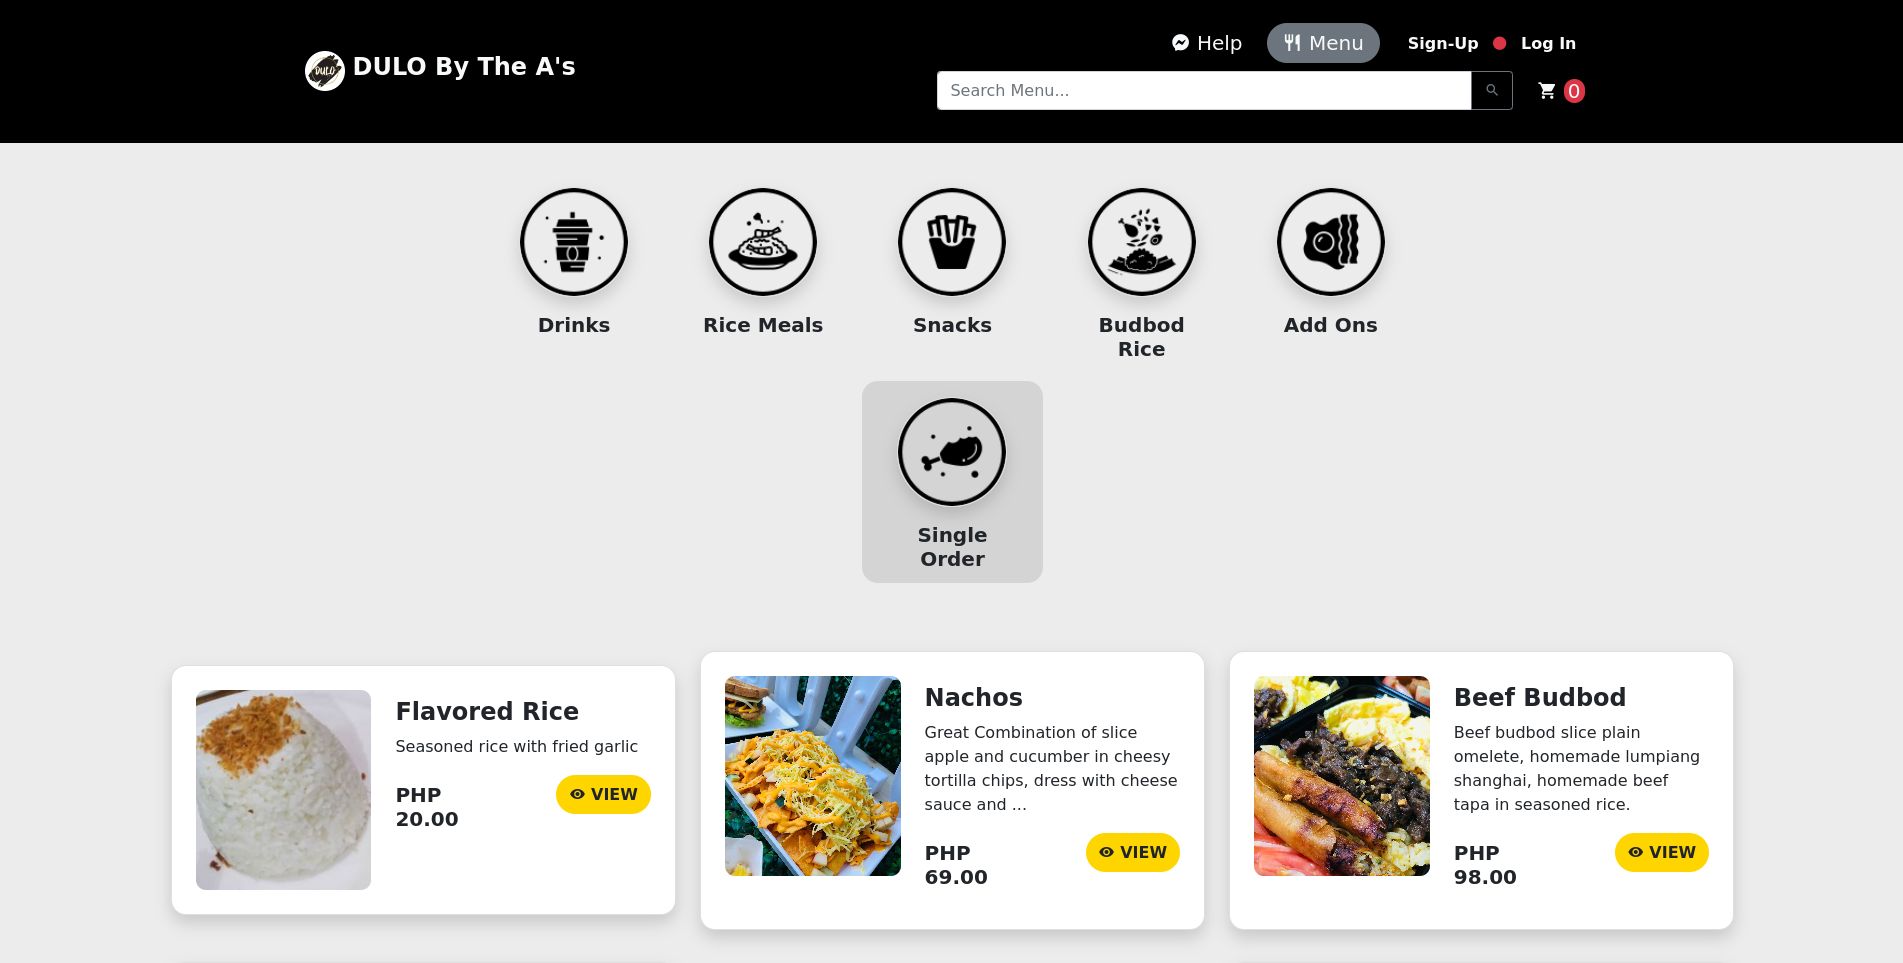 Help
Menu
Sign-Up
Log In
DULO
DULO By The A's
Search Menu...
0
Drinks
Rice Meals
Snacks
Budbod
Rice
Add Ons
Single
Order
Flavored Rice
Seasoned rice with fried garlic
PHP
20.00
VIEW
Nachos
Great Combination of slice
apple and cucumber in cheesy
tortilla chips, dress with cheese
sauce and ...
PHP
69.00
VIEW
Beef Budbod
Beef budbod slice plain
omelete, homemade lumpiang
shanghai, homemade beef
tapa in seasoned rice.
PHP
98.00
VIEW